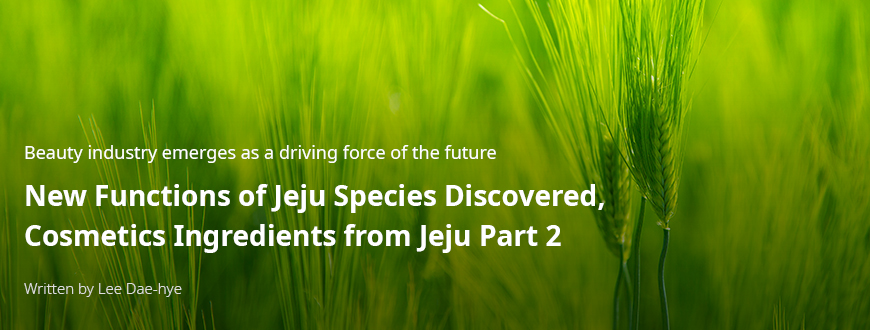 Beauty industry emerges as a driving force of the future
New Functions of Jeju Species Discovered,
Cosmetics Ingredients from Jeju Part 2
Written by Lee Dae-hye